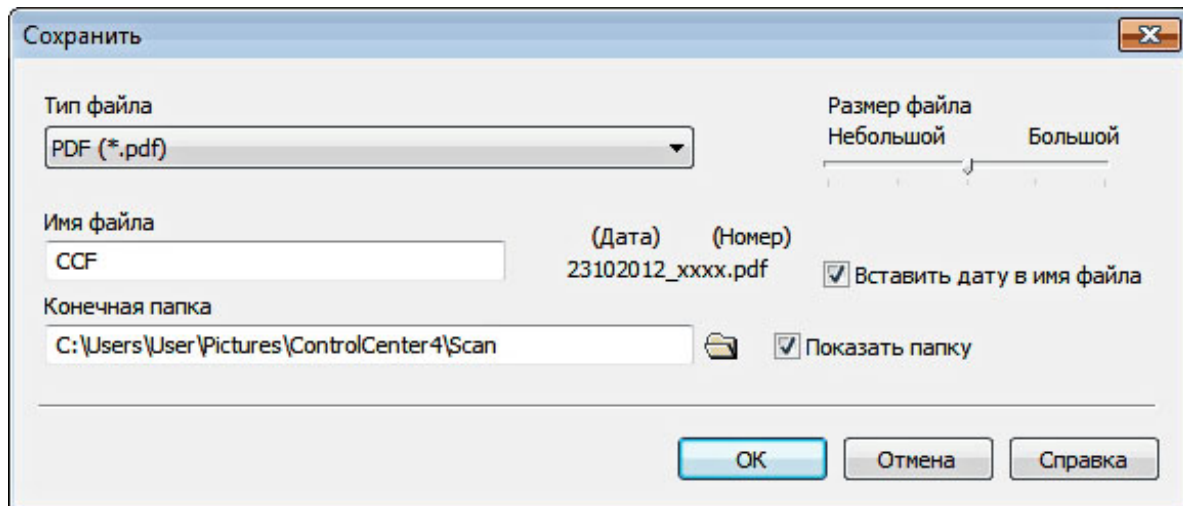 Сохранить
Тип файла
Размер файла
PDF (*.pdf)
Небольшой Большой
Имя файла
(Дата) (Номер)
CCF
23102012_xxxx.pdf
Вставить дату в имя файла
Конечная папка
C:\Users\User\Pictures\ControlCenter4\Scan
Показать папку
OK Отмена Справка